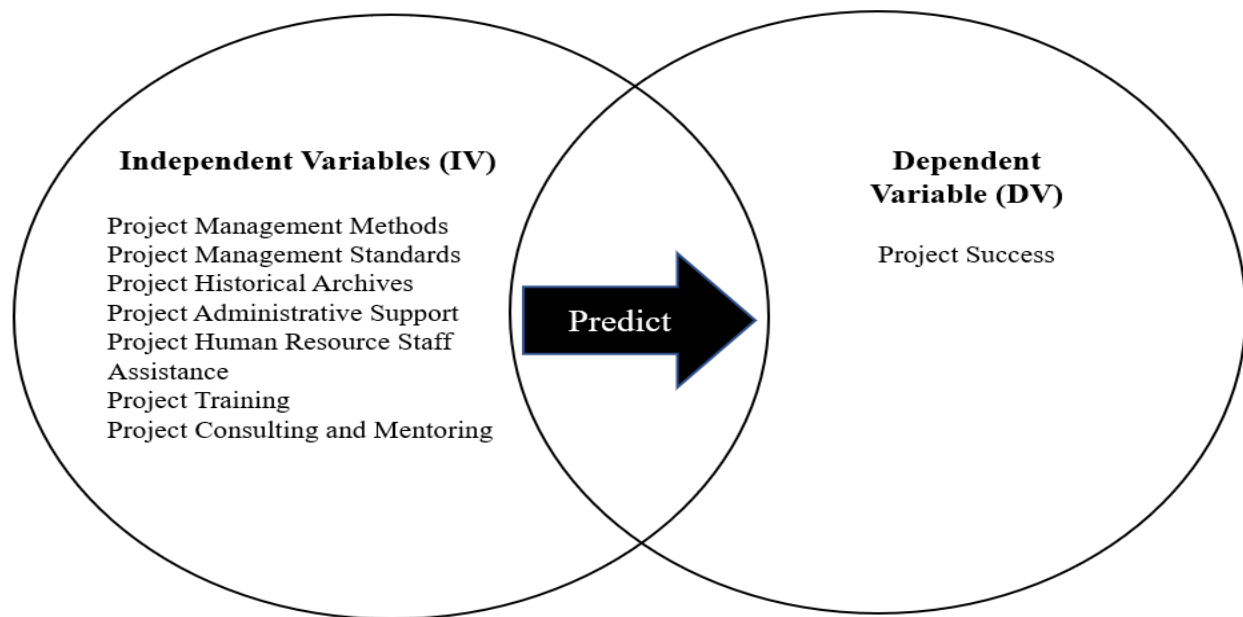 Independent Variables (IV)
Project Management Methods
Project Management Standards
Project Historical Archives
Project Administrative Support
Project Human Resource Staff
Assistance
Project Training
Project Consulting and Mentoring
Predict
Dependent
Variable (DV)
Project Success